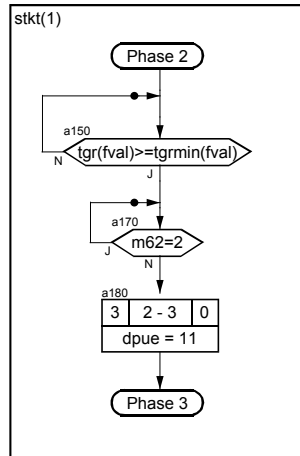 stkt(1)
Phase 2
a150
tgr(fval)>=tgrmin(fval)
N
J
a170
m62=2
J
N
a180
3 2 - 3 0
dpue = 11
Phase 3